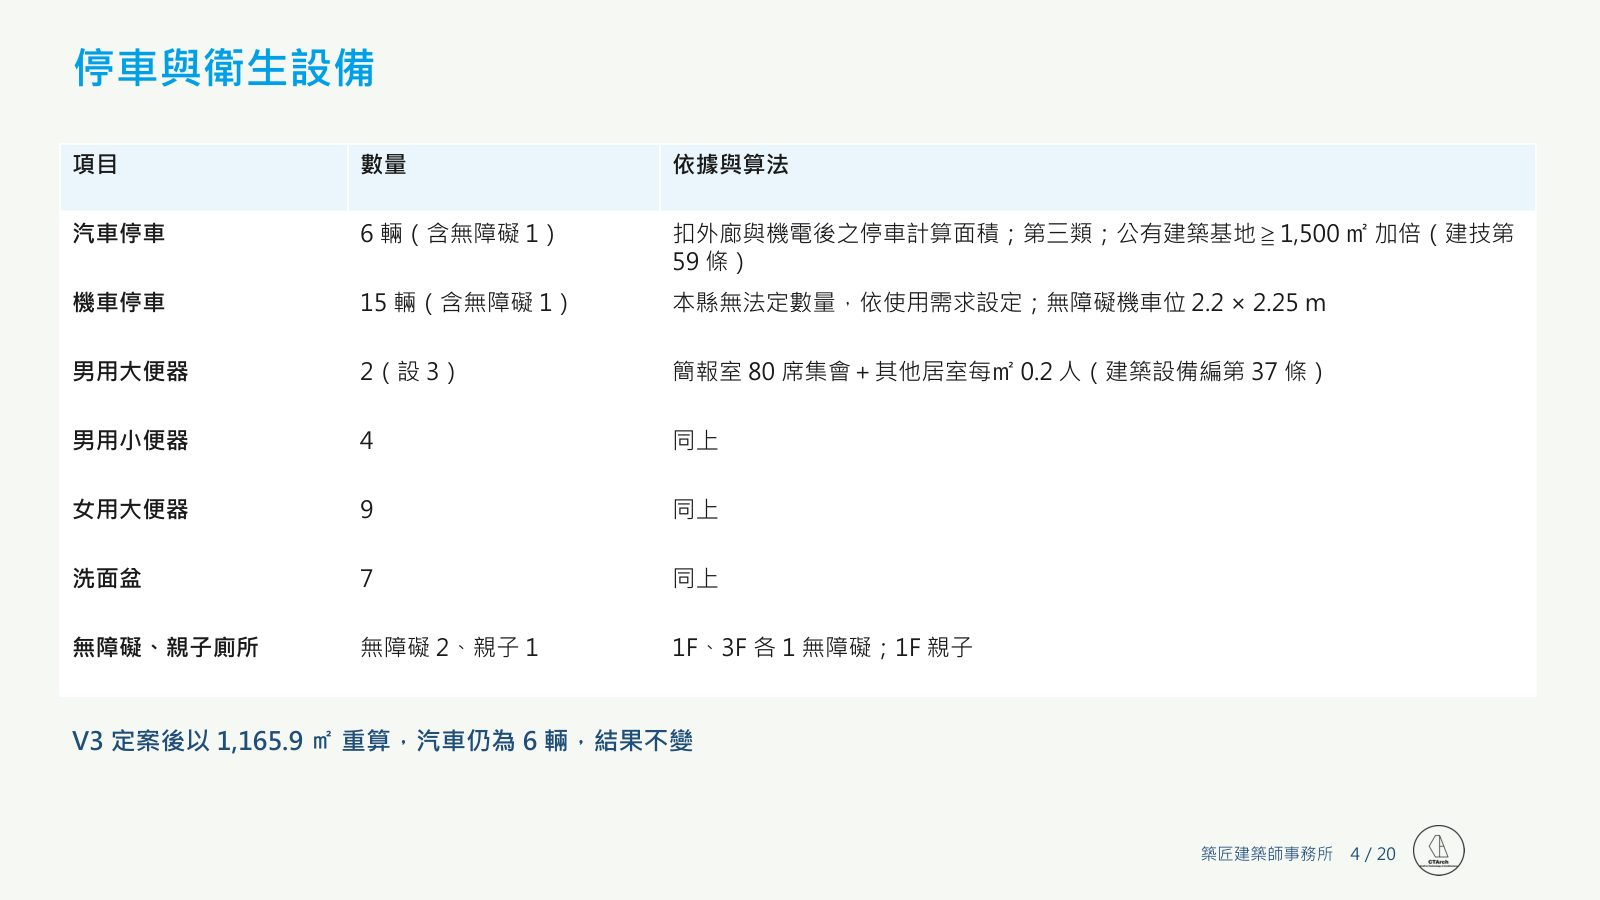 停車與衛生設備
項目 數量 依據與算法
汽車停車 6 輛（含無障礙 1） 扣外廊與機電後之停車計算面積；第三類；公有建築基地≧1,500 ㎡ 加倍（建技第
59 條）
機車停車 15 輛（含無障礙 1） 本縣無法定數量，依使用需求設定；無障礙機車位 2.2 × 2.25 m
男用大便器 2（設 3） 簡報室 80 席集會＋其他居室每㎡ 0.2 人（建築設備編第 37 條）
男用小便器 4 同上
女用大便器 9 同上
洗面盆 7 同上
無障礙、親子廁所 無障礙 2、親子 1 1F、3F 各 1 無障礙；1F 親子
V3 定案後以 1,165.9 ㎡ 重算，汽車仍為 6 輛，結果不變
築匠建築師事務所 4 / 20
CTArch